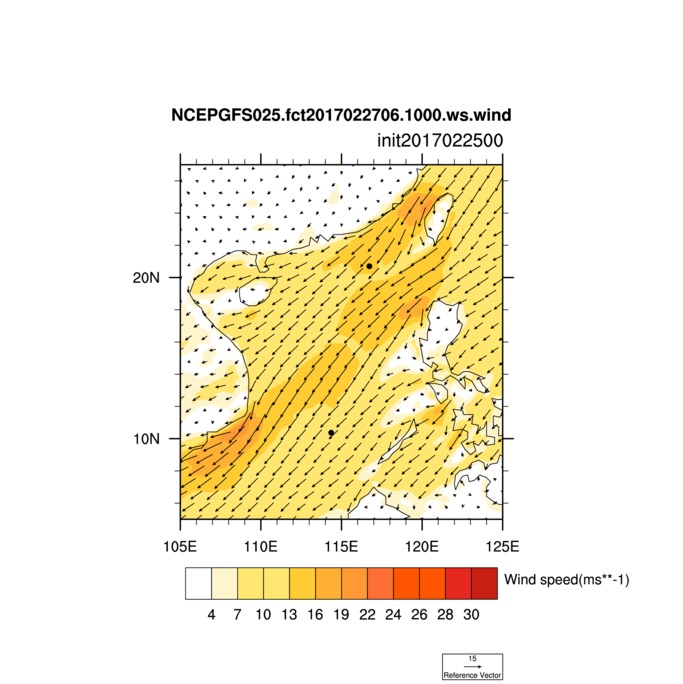 NCEPGFS025.fct2017022706.1000.ws.wind
init2017022500
20N
10N
105E 110E 115E 120E 125E
Wind speed(ms**-1)
4 7 10 13 16 19 22 24 26 28 30
15
Reference Vector